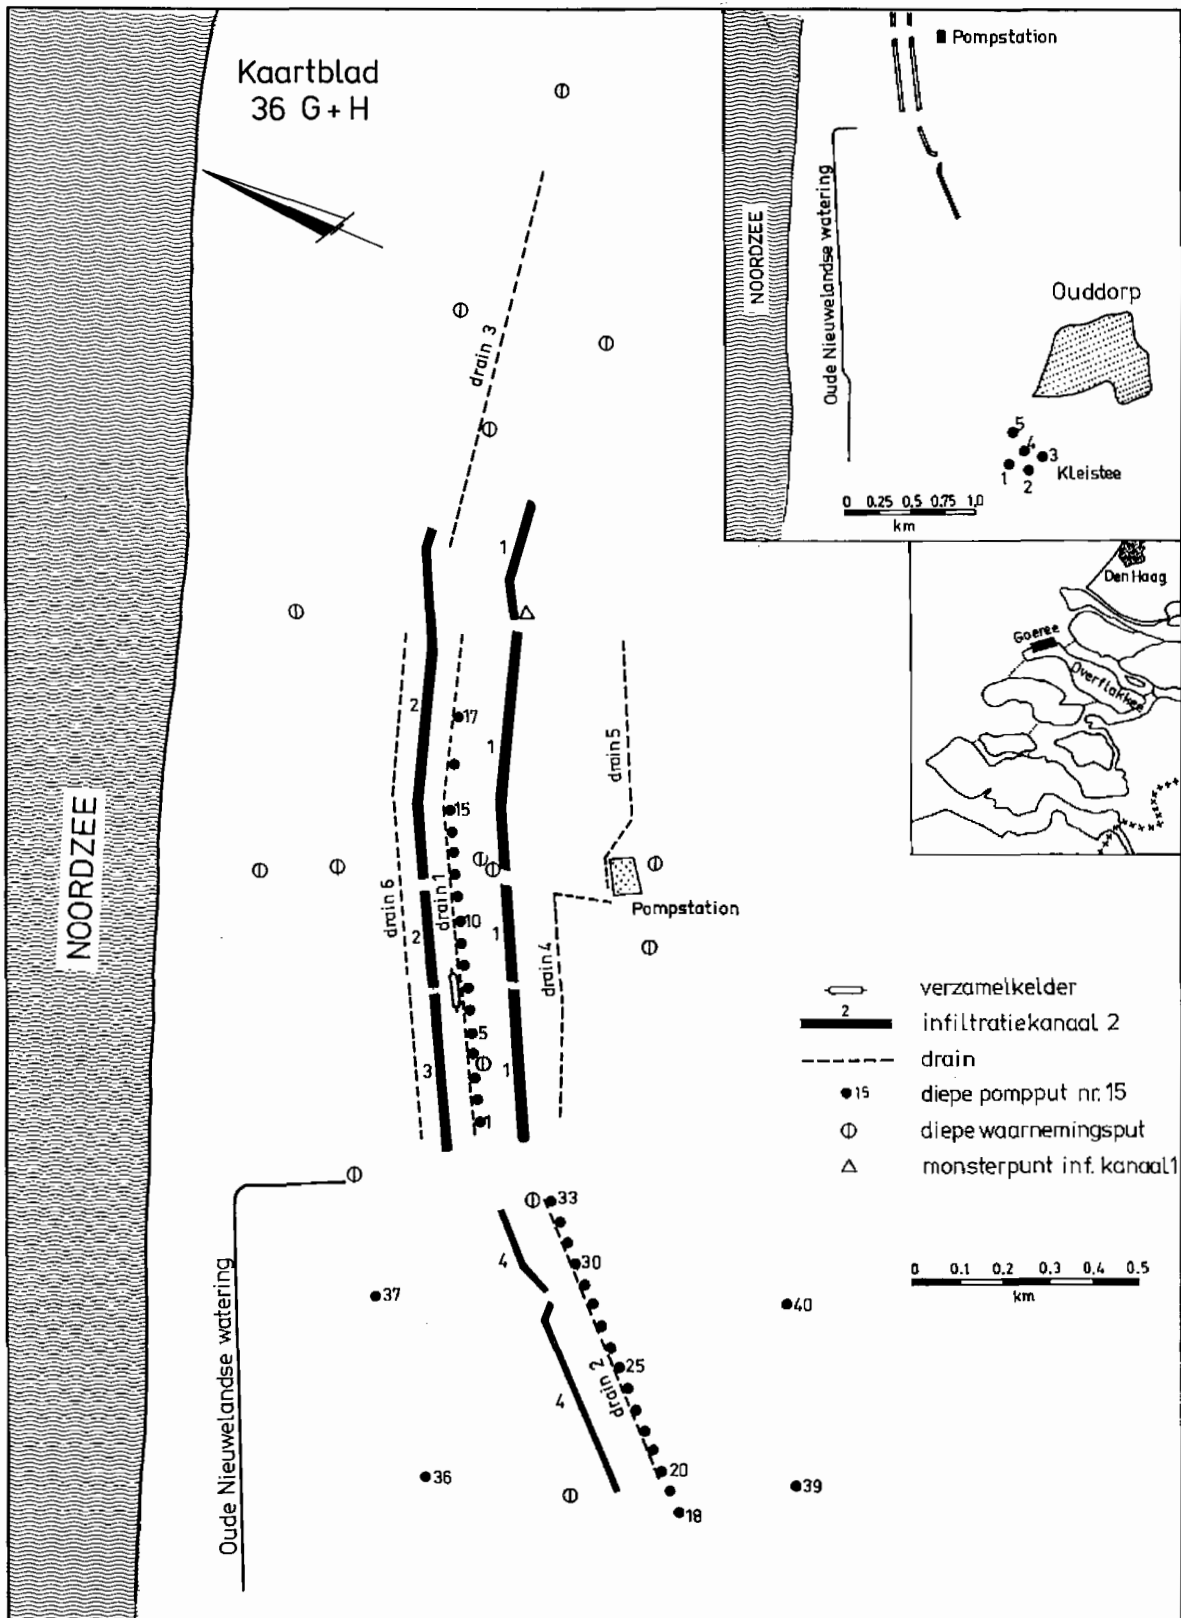 Kaartblad
36 G + H
NOORDZEE
drain 3
1
2
17
1
drain 5
15
drain 6
drain 1
10
2
1
drain 4
Pompstation
5
3
1
1
33
4
30
37
40
25
drain 2
4
20
36
39
18
Oude Nieuwelandse watering
Pompstation
NOORDZEE
Oude Nieuwelandse watering
Ouddorp
5
4
3
1
2
Kleistee
0 0.25 0.5 0.75 1.0
km
Den Haag
Goeree
Overflakkee
verzamelkelder
2
infiltratiekanaal 2
drain
15
diepe pompput nr. 15
diepe waarnemingsput
monsterpunt inf. kanaal 1
0 0.1 0.2 0.3 0.4 0.5
km